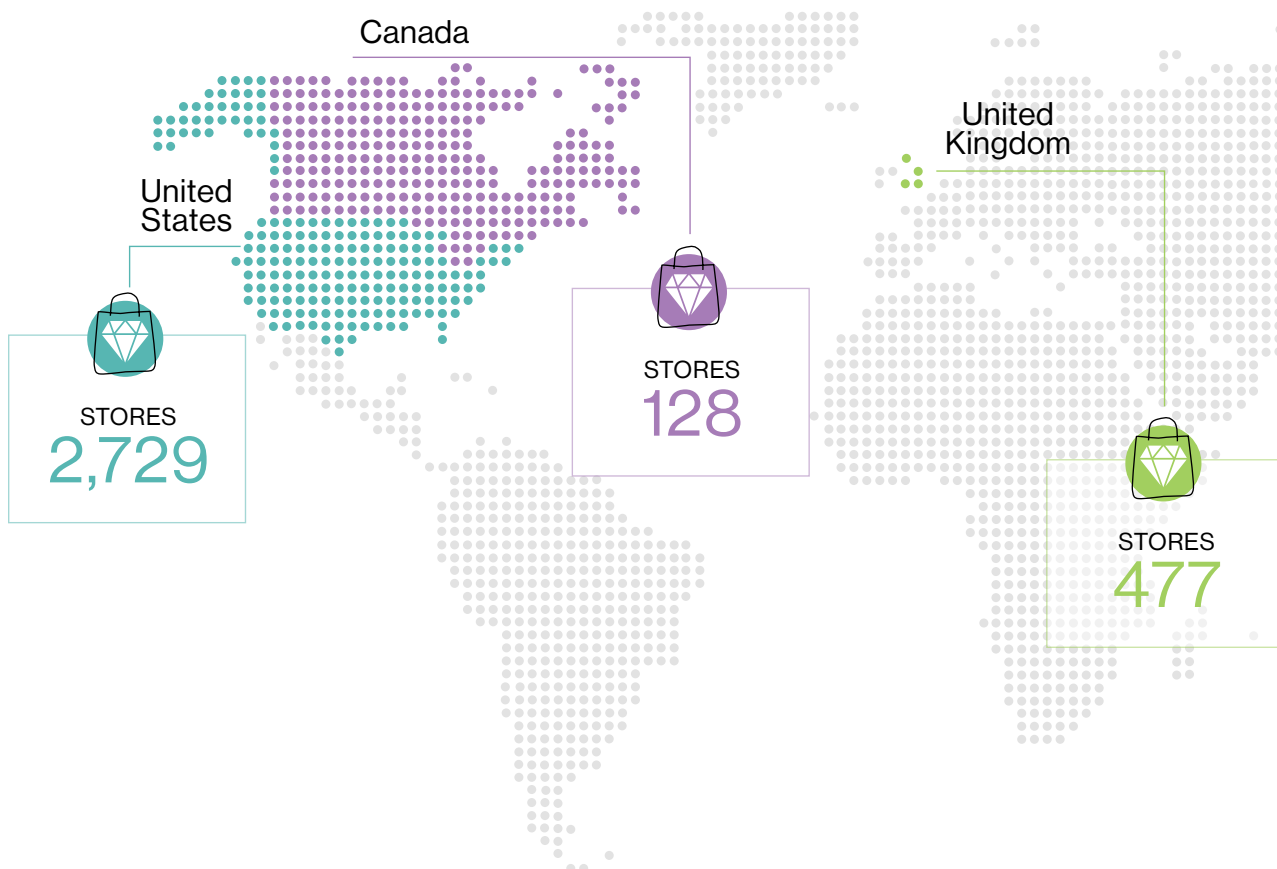 Canada
United
Kingdom
United
States
STORES
128
STORES
2,729
STORES
477